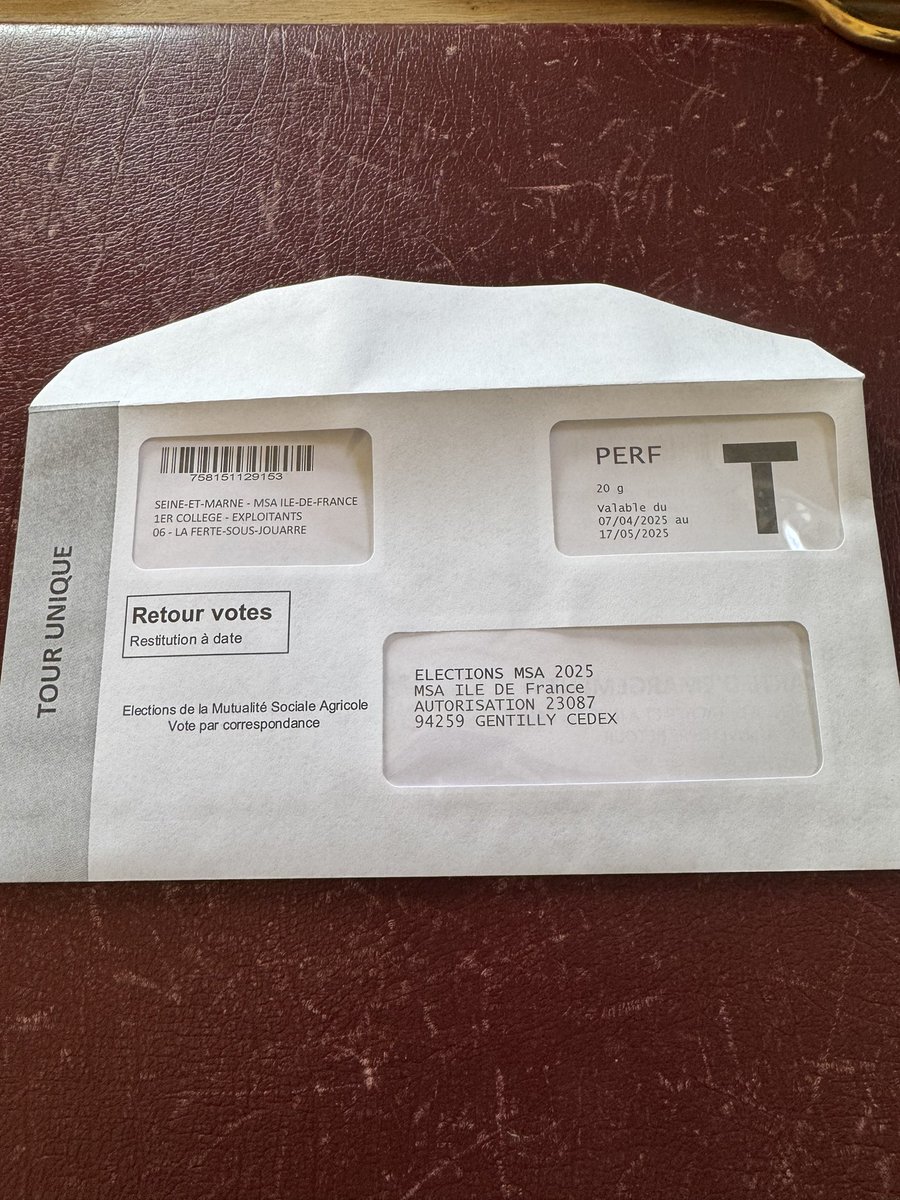 TOUR UNIQUE
758151129153
SEINE-ET-MARNE - MSA ILE-DE-FRANCE
1ER COLLEGE - EXPLOITANTS
06 - LA FERTE-SOUS-JOUARRE
PERF
T
20 g
Valable du
07/04/2025 au
17/05/2025
Retour votes
Restitution à date
Elections de la Mutualité Sociale Agricole
Vote par correspondance
ELECTIONS MSA 2025
MSA ILE DE France
AUTORISATION 23087
94259 GENTILLY CEDEX